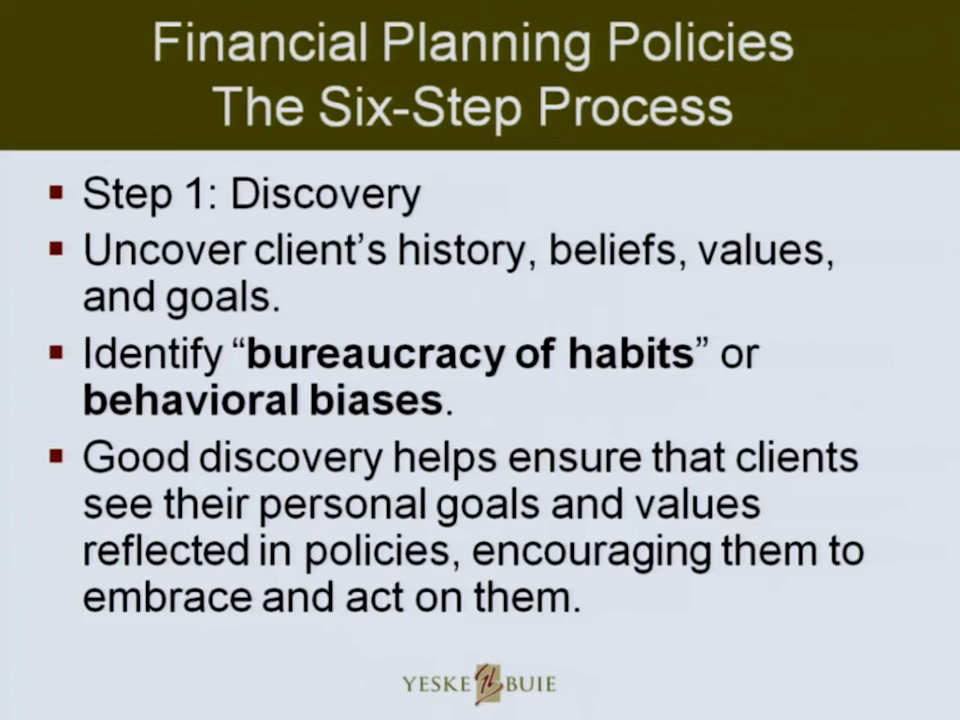 Financial Planning Policies
The Six-Step Process
▪ Step 1: Discovery
▪ Uncover client’s history, beliefs, values,
and goals.
▪ Identify “bureaucracy of habits” or
behavioral biases.
▪ Good discovery helps ensure that clients
see their personal goals and values
reflected in policies, encouraging them to
embrace and act on them.
YESKE BUIE